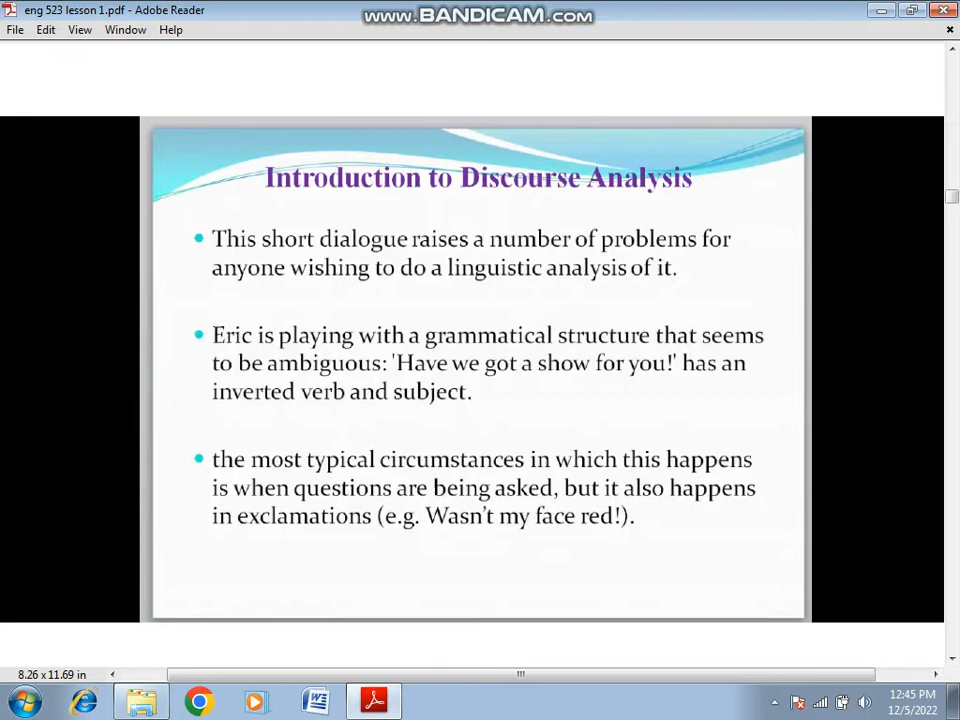 eng 523 lesson 1.pdf - Adobe Reader
www.BANDICAM.com
File Edit View Window Help
Introduction to Discourse Analysis
• This short dialogue raises a number of problems for
anyone wishing to do a linguistic analysis of it.
• Eric is playing with a grammatical structure that seems
to be ambiguous: 'Have we got a show for you!' has an
inverted verb and subject.
• the most typical circumstances in which this happens
is when questions are being asked, but it also happens
in exclamations (e.g. Wasn't my face red!).
8.26 x 11.69 in
12:45 PM
12/5/2022